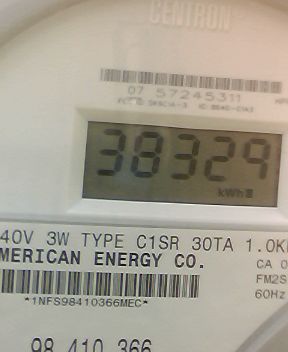 CENTRON
07 57245311
38329
kWh
40V 3W TYPE C1SR 30TA 1.0K
MERICAN ENERGY CO.
CA 0
FM2S
60Hz
*1NFS98410366MEC*
98 410 366